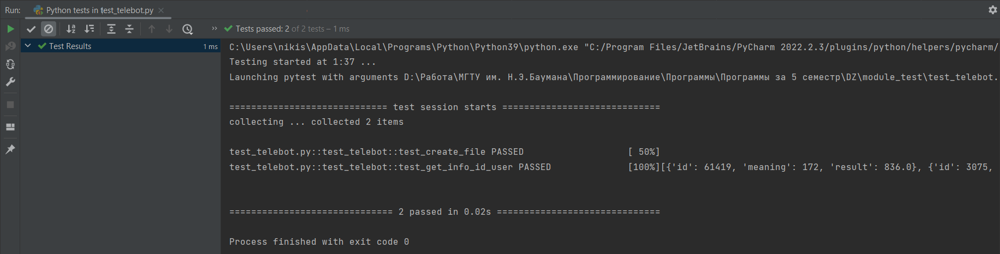 Run: Python tests in test_telebot.py
Tests passed: 2 of 2 tests – 1 ms
Test Results 1 ms
C:\Users\nikis\AppData\Local\Programs\Python\Python39\python.exe "C:/Program Files/JetBrains/PyCharm 2022.2.3/plugins/python/helpers/pycharm/
Testing started at 1:37 ...
Launching pytest with arguments D:\Работа\МГТУ им. Н.Э.Баумана\Программирование\Программы\Программы за 5 семестр\DZ\module_test\test_telebot.
============================= test session starts =============================
collecting ... collected 2 items
test_telebot.py::test_telebot::test_create_file PASSED [ 50%]
test_telebot.py::test_telebot::test_get_info_id_user PASSED [100%][{'id': 61419, 'meaning': 172, 'result': 836.0}, {'id': 3075,
============================== 2 passed in 0.02s ==============================
Process finished with exit code 0